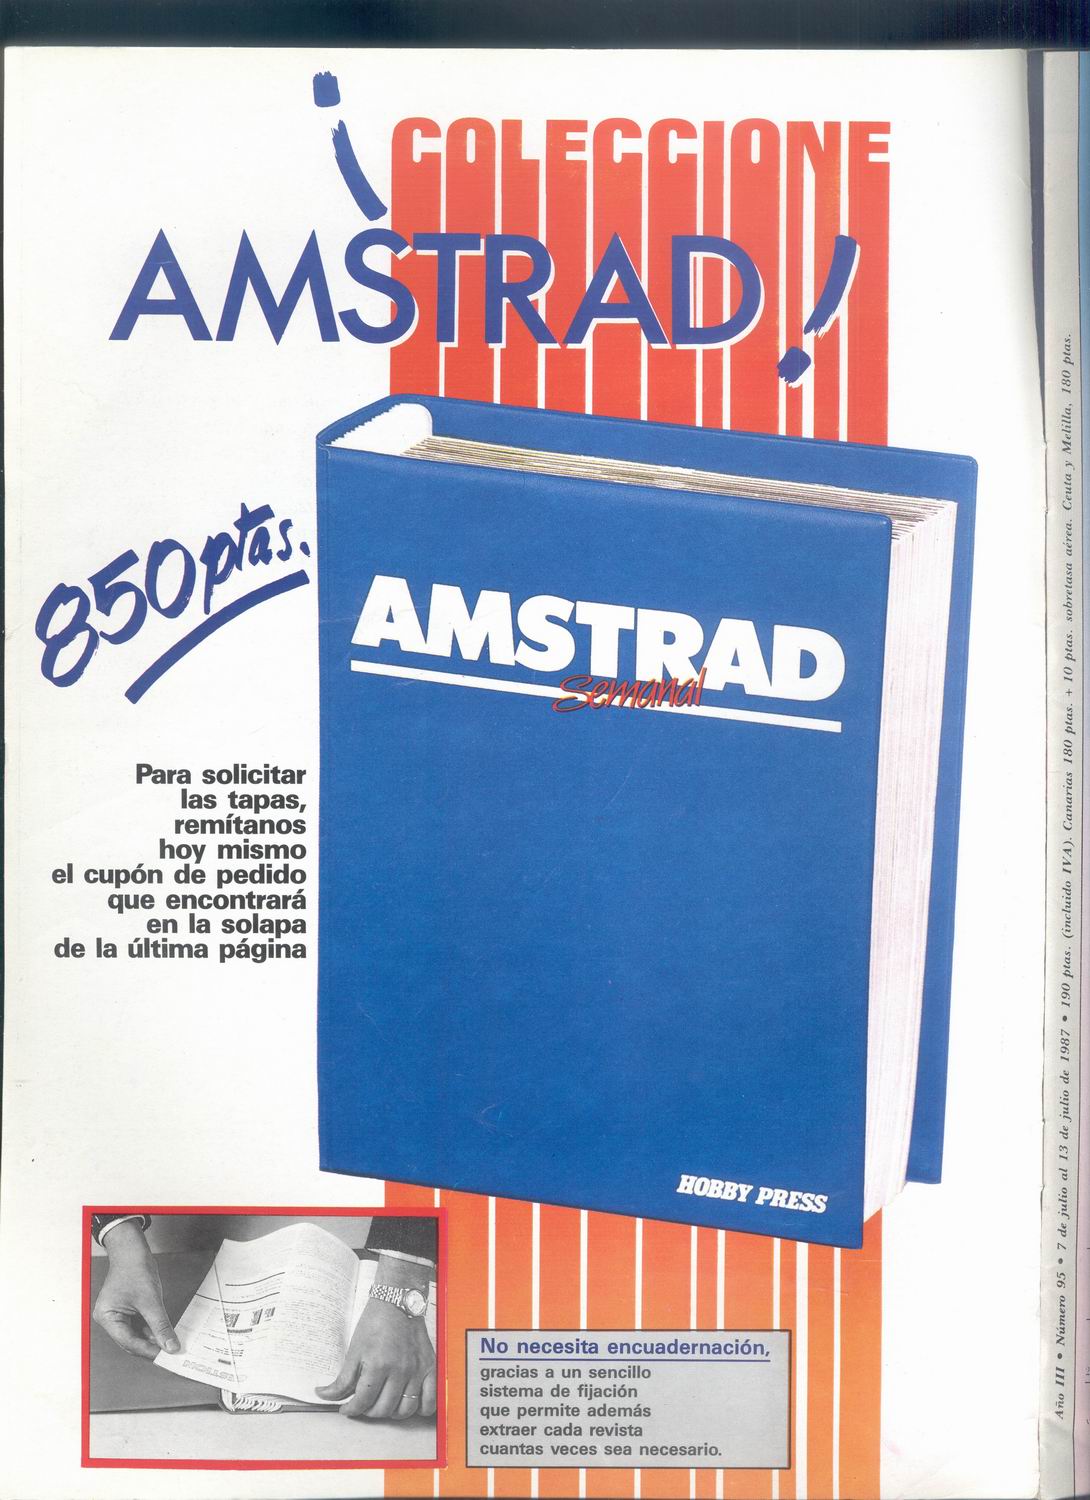 ¡COLECCIONE
AMSTRAD!
850 ptas.
AMSTRAD
Semanal
Para solicitar
las tapas,
remítanos
hoy mismo
el cupón de pedido
que encontrará
en la solapa
de la última página
HOBBY PRESS
No necesita encuadernación,
gracias a un sencillo
sistema de fijación
que permite además
extraer cada revista
cuantas veces sea necesario.
Año III • Número 95 • 7 de julio al 13 de julio de 1987 • 190 ptas. (incluido IVA). Canarias 180 ptas. + 10 ptas. sobretasa aérea. Ceuta y Melilla, 180 ptas.